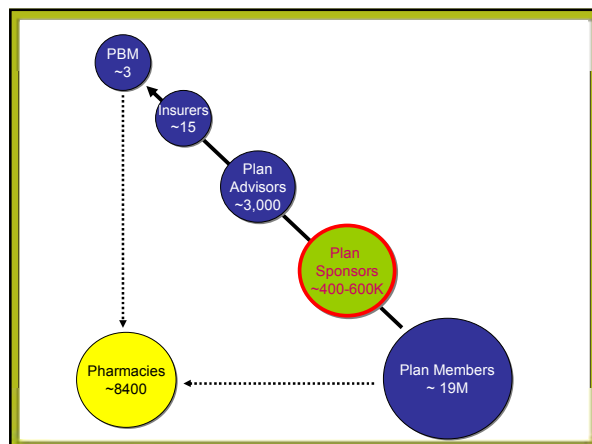 PBM
~3
Insurers
~15
Plan
Advisors
~3,000
Plan
Sponsors
~400-600K
Plan Members
~ 19M
Pharmacies
~8400